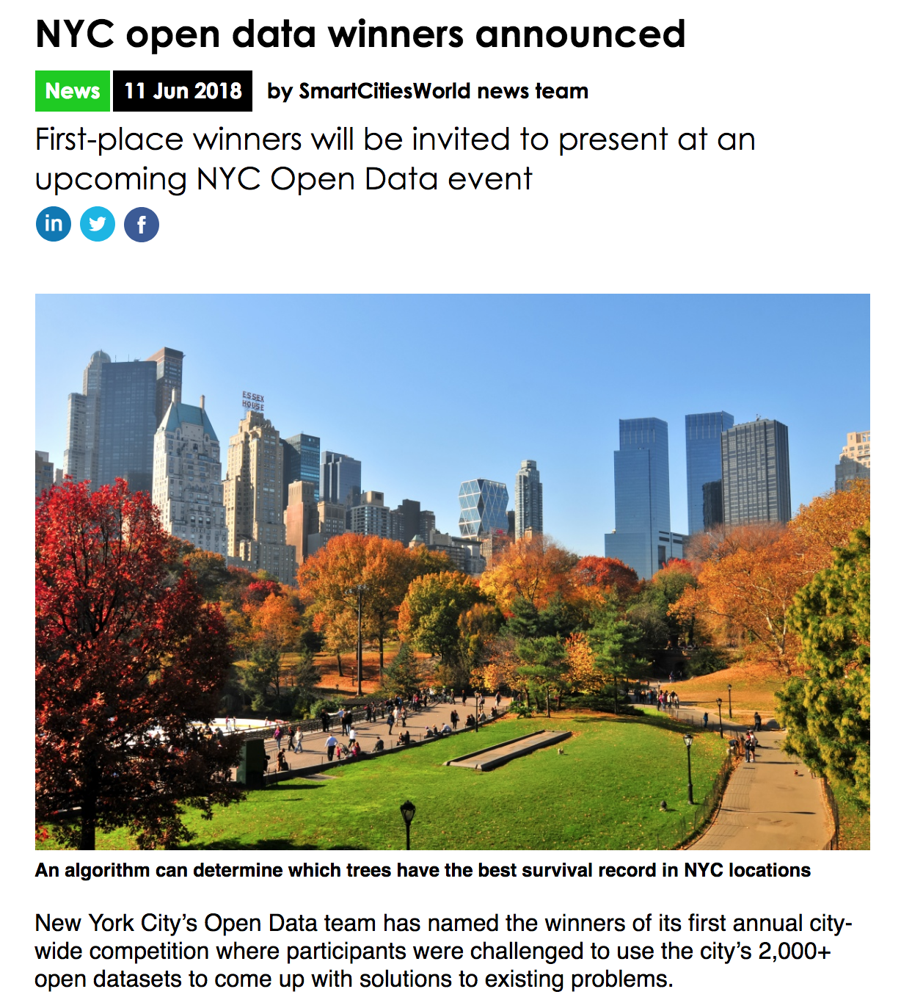 NYC open data winners announced
News 11 Jun 2018 by SmartCitiesWorld news team
First-place winners will be invited to present at an
upcoming NYC Open Data event
in f
ESSEX
HOUSE
An algorithm can determine which trees have the best survival record in NYC locations
New York City’s Open Data team has named the winners of its first annual city-
wide competition where participants were challenged to use the city’s 2,000+
open datasets to come up with solutions to existing problems.